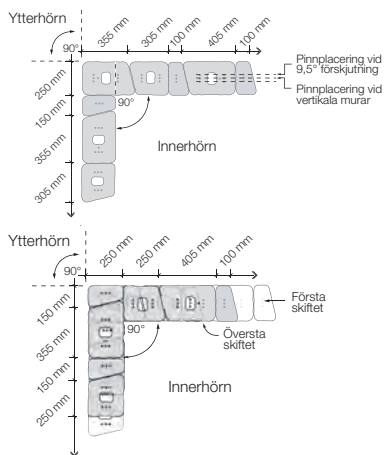 Ytterhörn
90°
355 mm
305 mm
100 mm
405 mm
100 mm
Pinnplacering vid
9,5° förskjutning
Pinnplacering vid
vertikala murar
250 mm
150 mm
355 mm
305 mm
90°
Innerhörn
Ytterhörn
90°
250 mm
250 mm
405 mm
100 mm
Första
skiftet
Översta
skiftet
150 mm
355 mm
150 mm
250 mm
90°
Innerhörn